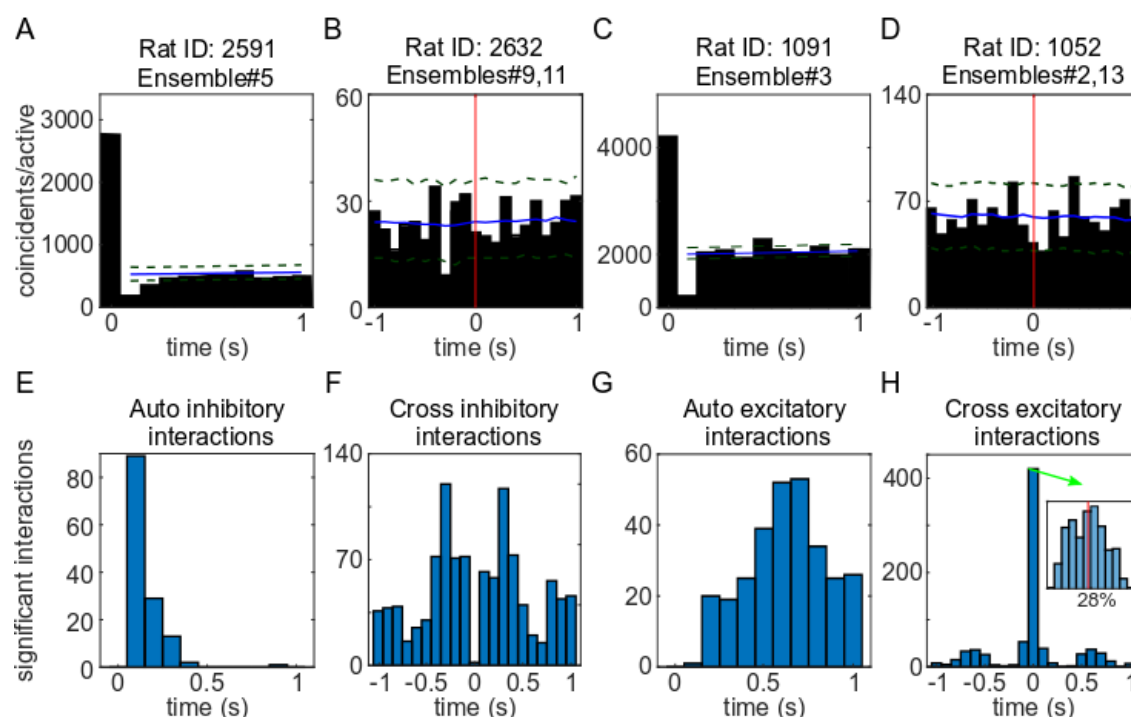 A
Rat ID: 2591
Ensemble#5
B
Rat ID: 2632
Ensembles#9,11
C
Rat ID: 1091
Ensemble#3
D
Rat ID: 1052
Ensembles#2,13
coincidents/active
3000
2000
1000
0
0 1
time (s)
60
30
0
-1 0 1
time (s)
4000
2000
0
0 1
time (s)
140
70
0
-1 0 1
time (s)
E
Auto inhibitory
interactions
F
Cross inhibitory
interactions
G
Auto excitatory
interactions
H
Cross excitatory
interactions
significant interactions
80
60
40
20
0
0 0.5 1
time (s)
140
70
0
-1 -0.5 0 0.5 1
time (s)
60
40
20
0
0 0.5 1
time (s)
400
200
0
28%
-1 -0.5 0 0.5 1
time (s)